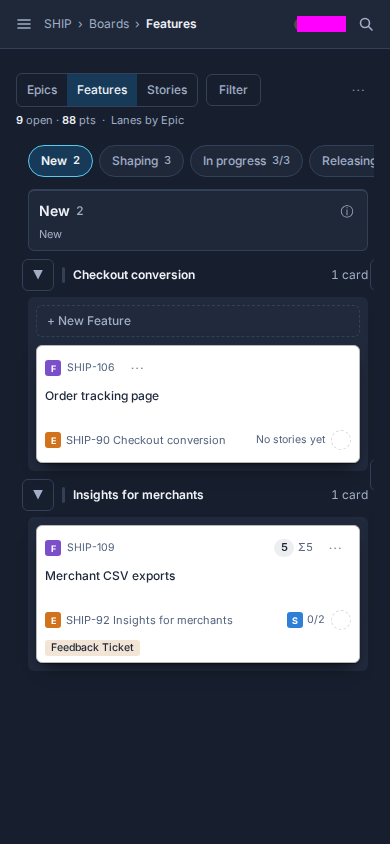 SHIP › Boards › Features
Epics Features Stories Filter ...
9 open · 88 pts · Lanes by Epic
New 2 Shaping 3 In progress 3/3 Releasing
New 2
New
Checkout conversion 1 card
+ New Feature
F SHIP-106 ...
Order tracking page
E SHIP-90 Checkout conversion No stories yet
Insights for merchants 1 card
F SHIP-109 5 Σ5 ...
Merchant CSV exports
E SHIP-92 Insights for merchants S 0/2
Feedback Ticket